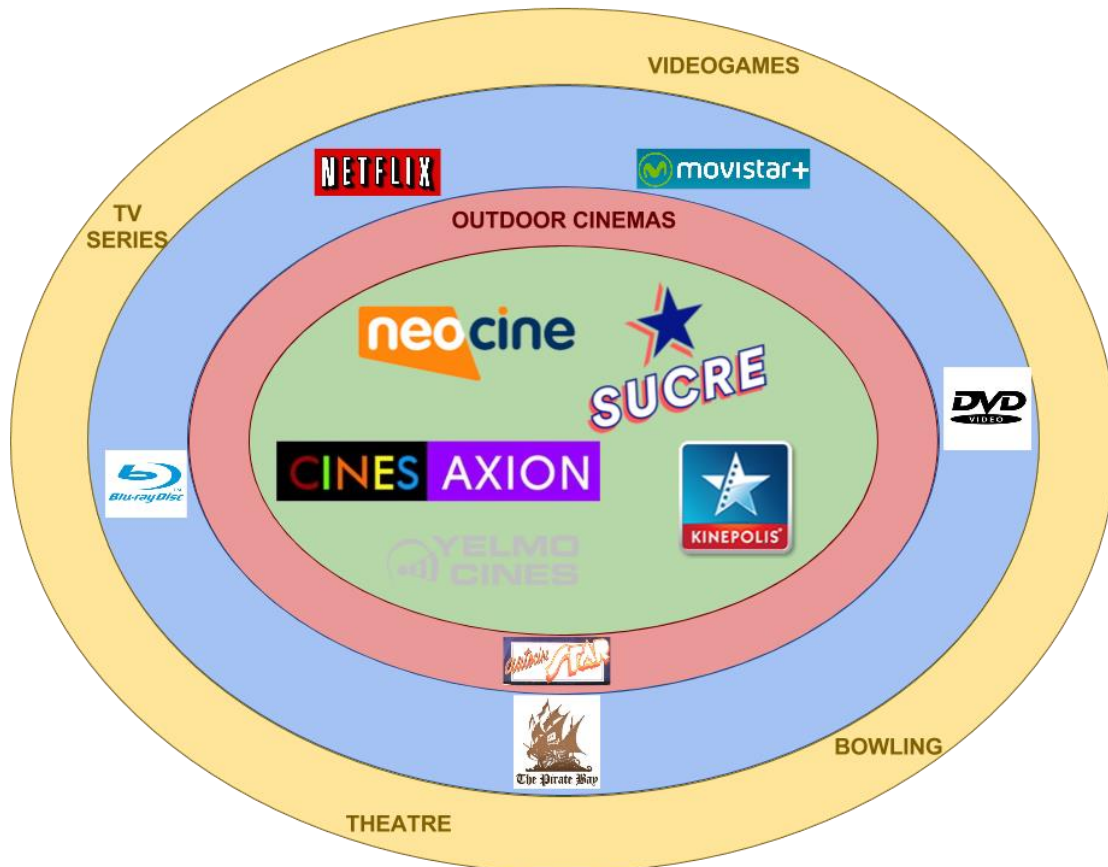 VIDEOGAMES
NETFLIX
movistar+
TV
SERIES
OUTDOOR CINEMAS
neocine
SUCRE
DVD
VIDEO
CINES AXION
Blu-ray Disc
KINEPOLIS
YELMO
CINES
STAR
The Pirate Bay
BOWLING
THEATRE